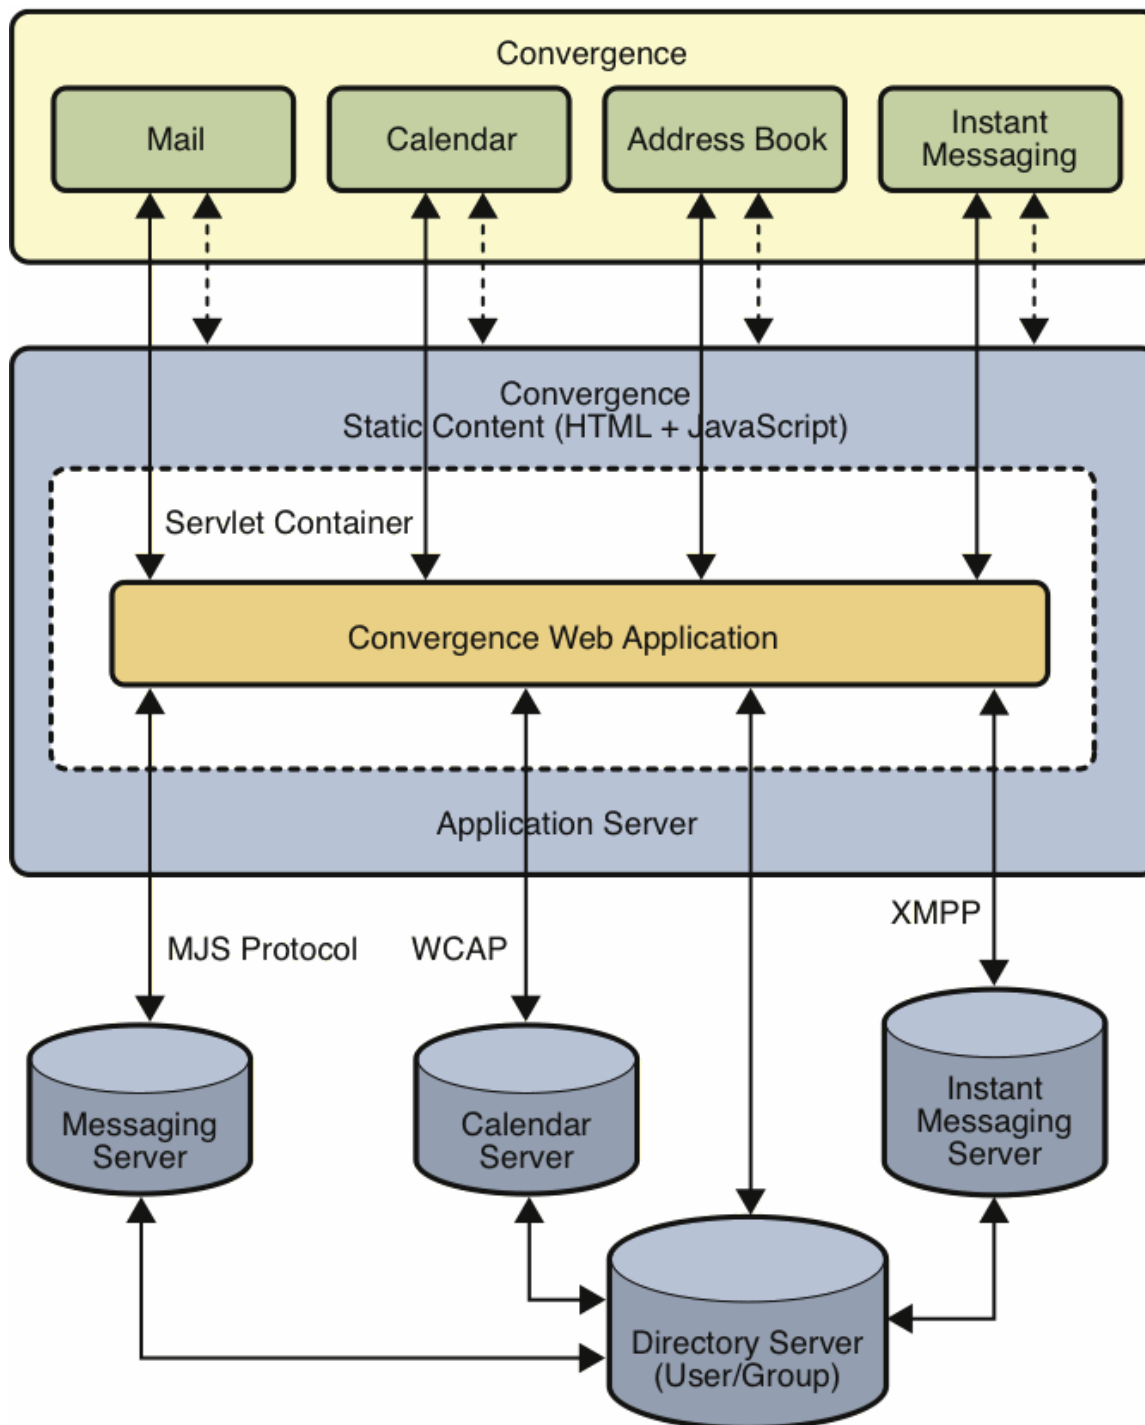 Convergence
Mail
Calendar
Address Book
Instant
Messaging
Convergence
Static Content (HTML + JavaScript)
Servlet Container
Convergence Web Application
Application Server
XMPP
MJS Protocol
WCAP
Messaging
Server
Calendar
Server
Instant
Messaging
Server
Directory Server
(User/Group)